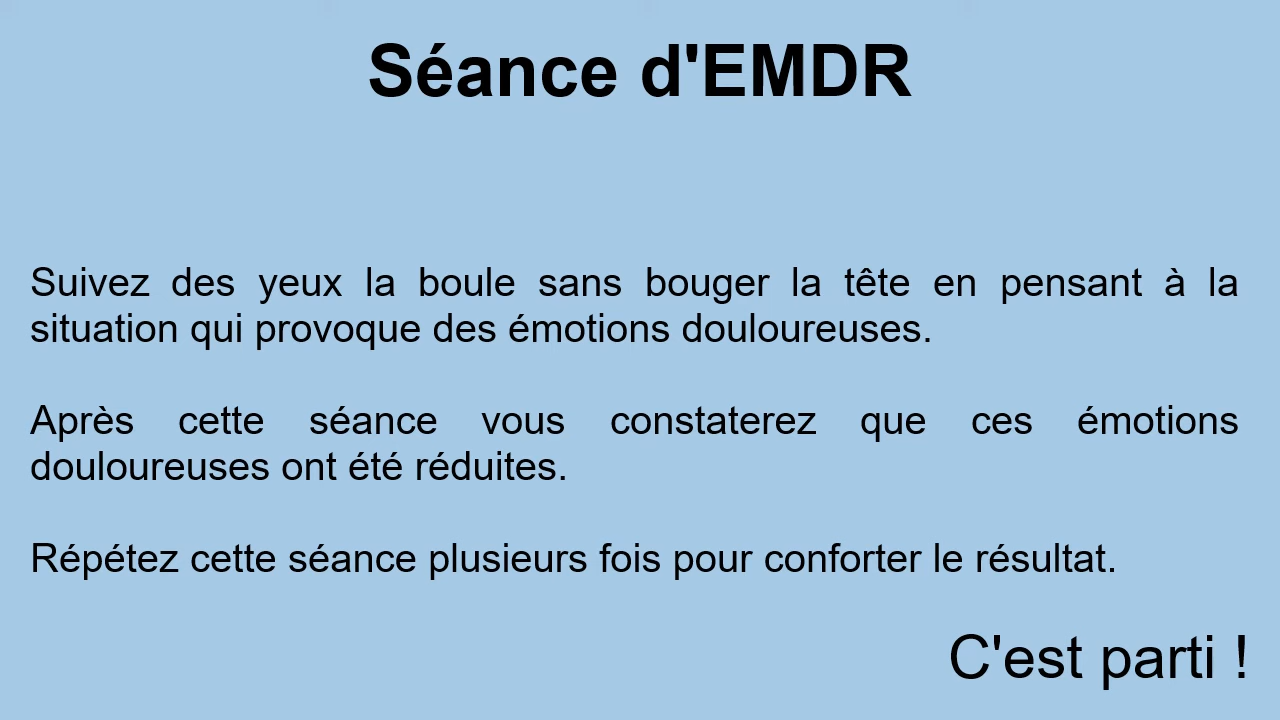 Séance d'EMDR
Suivez des yeux la boule sans bouger la tête en pensant à la
situation qui provoque des émotions douloureuses.
Après cette séance vous constaterez que ces émotions
douloureuses ont été réduites.
Répétez cette séance plusieurs fois pour conforter le résultat.
C'est parti !